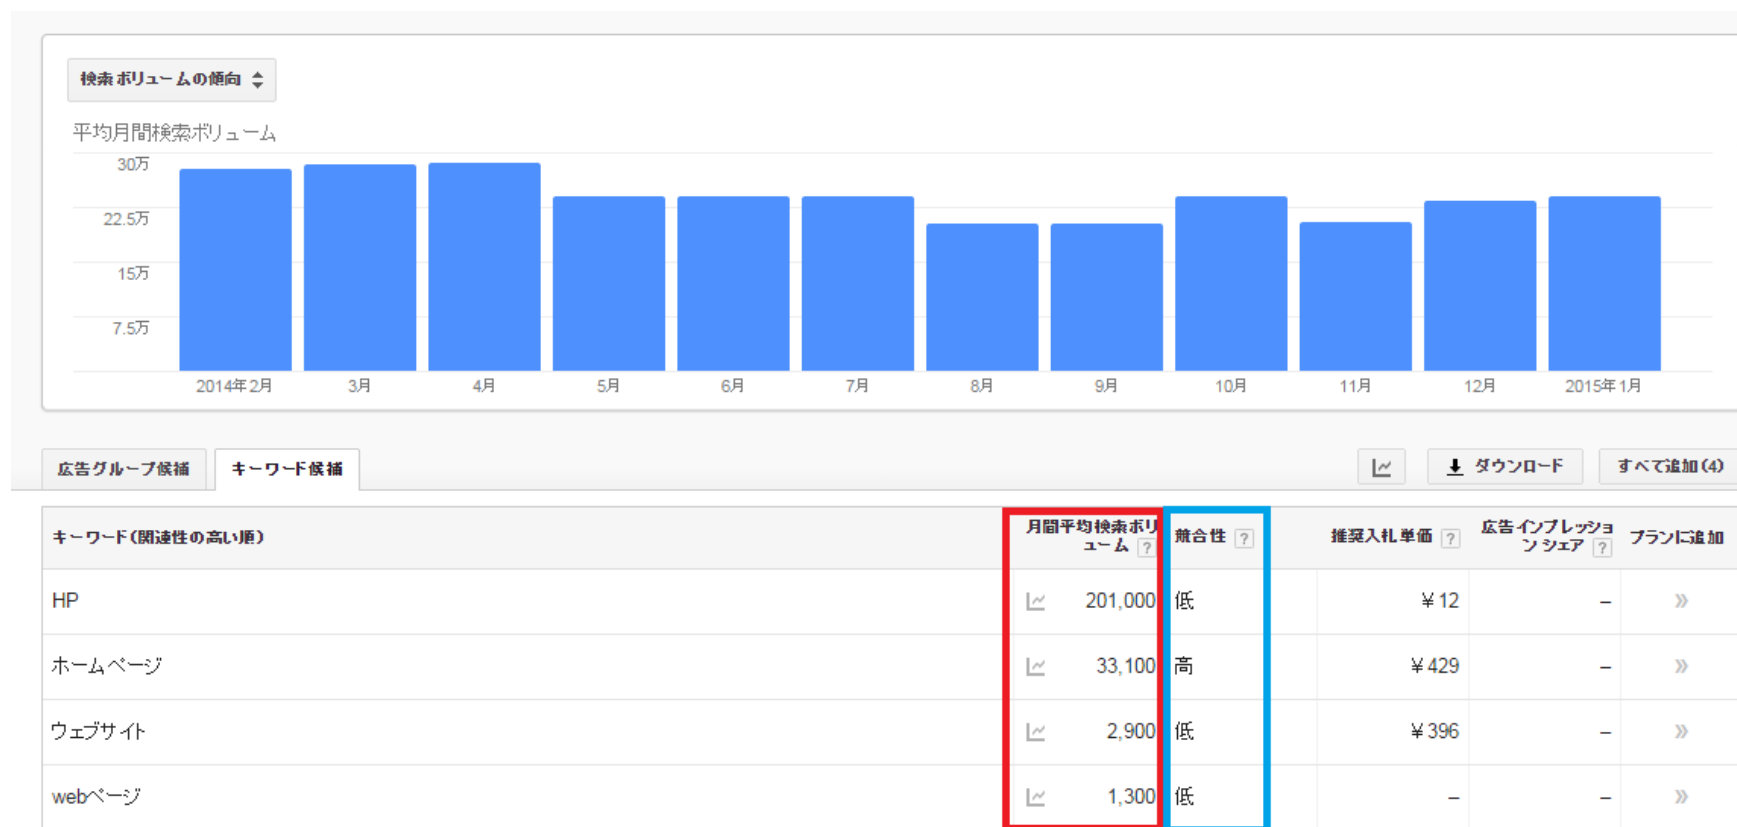 検索ボリュームの傾向
平均月間検索ボリューム
30万
22.5万
15万
7.5万
2014年2月 3月 4月 5月 6月 7月 8月 9月 10月 11月 12月 2015年1月
広告グループ候補 キーワード候補 ダウンロード すべて追加(4)
キーワード(関連性の高い順) 月間平均検索ボリ
ューム ? 競合性 ? 推奨入札単価 ? 広告インプレッショ
ン シェア ? プランに追加
HP 201,000 低 ¥12 – »
ホームページ 33,100 高 ¥429 – »
ウェブサイト 2,900 低 ¥396 – »
webページ 1,300 低 – – »